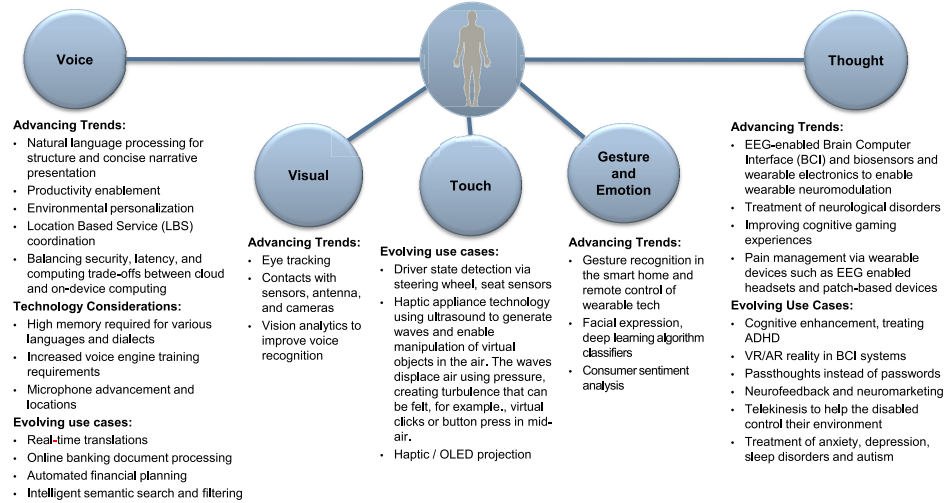 Voice
Advancing Trends:
• Natural language processing for
structure and concise narrative
presentation
• Productivity enablement
• Environmental personalization
• Location Based Service (LBS)
coordination
• Balancing security, latency, and
computing trade-offs between cloud
and on-device computing
Technology Considerations:
• High memory required for various
languages and dialects
• Increased voice engine training
requirements
• Microphone advancement and
locations
Evolving use cases:
• Real-time translations
• Online banking document processing
• Automated financial planning
• Intelligent semantic search and filtering
Visual
Advancing Trends:
• Eye tracking
• Contacts with
sensors, antenna,
and cameras
• Vision analytics to
improve voice
recognition
Touch
Evolving use cases:
• Driver state detection via
steering wheel, seat sensors
• Haptic appliance technology
using ultrasound to generate
waves and enable
manipulation of virtual
objects in the air. The waves
displace air using pressure,
creating turbulence that can
be felt, for example., virtual
clicks or button press in mid-
air.
• Haptic / OLED projection
Gesture
and
Emotion
Advancing Trends:
• Gesture recognition in
the smart home and
remote control of
wearable tech
• Facial expression,
deep learning algorithm
classifiers
• Consumer sentiment
analysis
Thought
Advancing Trends:
• EEG-enabled Brain Computer
Interface (BCI) and biosensors and
wearable electronics to enable
wearable neuromodulation
• Treatment of neurological disorders
• Improving cognitive gaming
experiences
• Pain management via wearable
devices such as EEG enabled
headsets and patch-based devices
Evolving Use Cases:
• Cognitive enhancement, treating
ADHD
• VR/AR reality in BCI systems
• Passthoughts instead of passwords
• Neurofeedback and neuromarketing
• Telekinesis to help the disabled
control their environment
• Treatment of anxiety, depression,
sleep disorders and autism